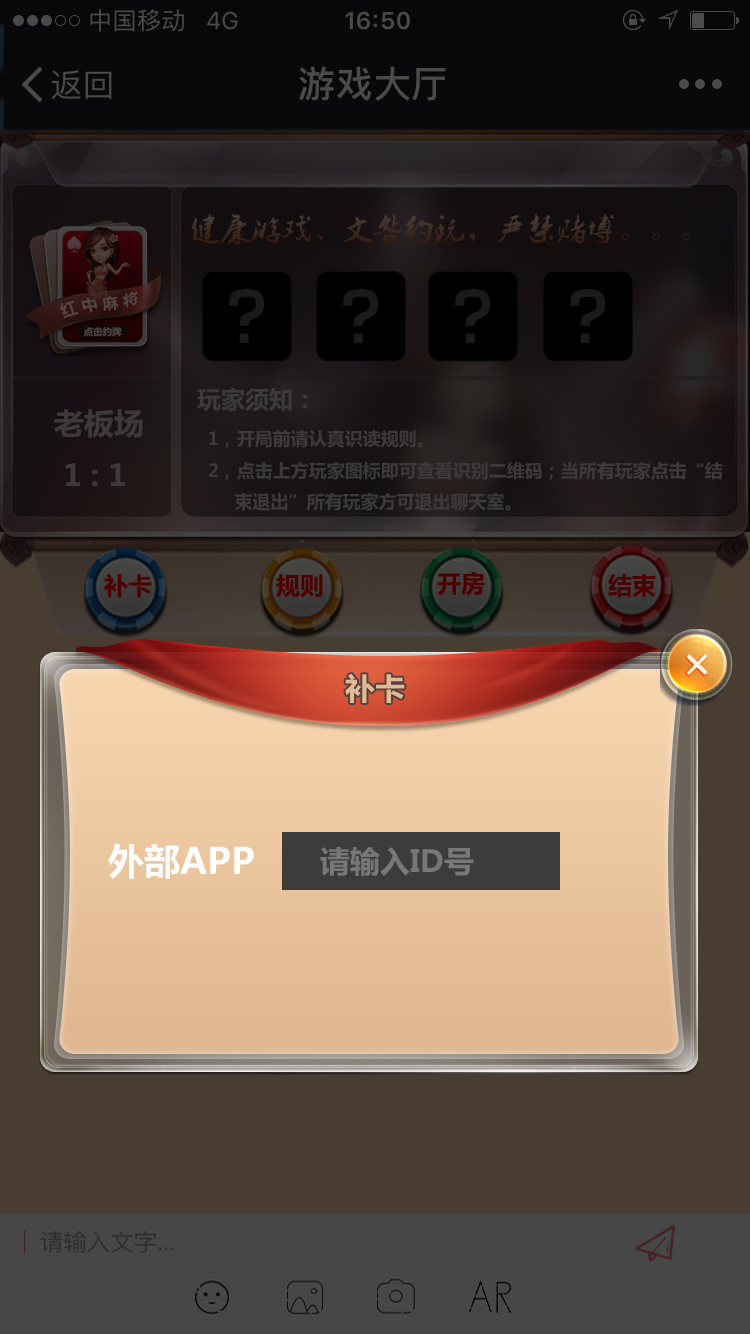 中国移动 4G 16:50
返回
游戏大厅
健康游戏、文明约玩，严禁赌博。。。
? ? ? ?
红中麻将
点击约牌
老板场
1：1
玩家须知：
1，开局前请认真识读规则。
2，点击上方玩家图标即可查看识别二维码；当所有玩家点击“结
束退出”所有玩家方可退出聊天室。
补卡 规则 开房 结束
补卡
外部APP
请输入ID号
请输入文字...
AR